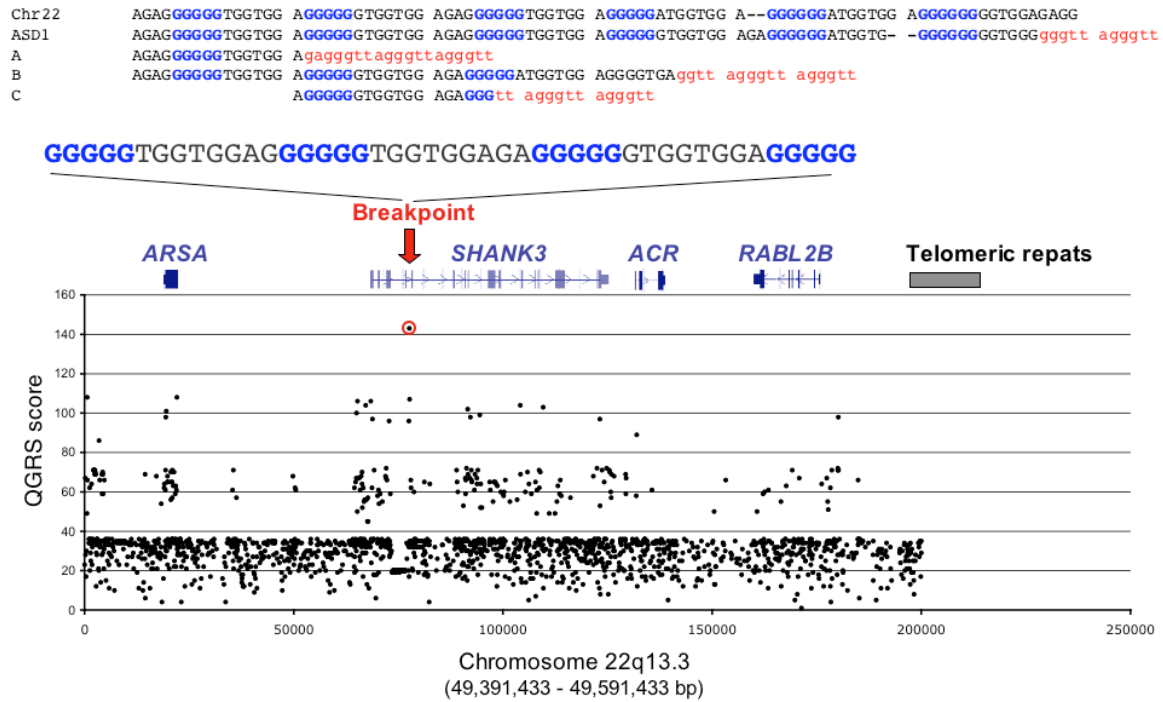 Chr22 AGAGGGGGGTGGTGG AGGGGGGTGGTGG AGAGGGGGGTGGTGG AGGGGGATGGTGG A--GGGGGGATGGTGG AGGGGGGGGTGGAGAGG
ASD1 AGAGGGGGGTGGTGG AGGGGGGTGGTGG AGAGGGGGGTGGTGG AGGGGGGTGGTGG AGAGGGGGGATGGTG- -GGGGGGGGTGGGgggtt agggtt
A AGAGGGGGGTGGTGG Agagggttagggttagggtt
B AGAGGGGGGTGGTGG AGGGGGGTGGTGG AGAGGGGGATGGTGG AGGGGTGAggtt agggtt agggtt
C AGGGGGGTGGTGG AGAGGGtt agggtt agggtt
GGGGGTGGTGGAGGGGGGTGGTGGAGAGGGGGGTGGTGGAGGGGG
Breakpoint
ARSA SHANK3 ACR RABL2B Telomeric repats
160
140
120
100
80
60
40
20
0
QGRS score
0 50000 100000 150000 200000 250000
Chromosome 22q13.3
(49,391,433 - 49,591,433 bp)